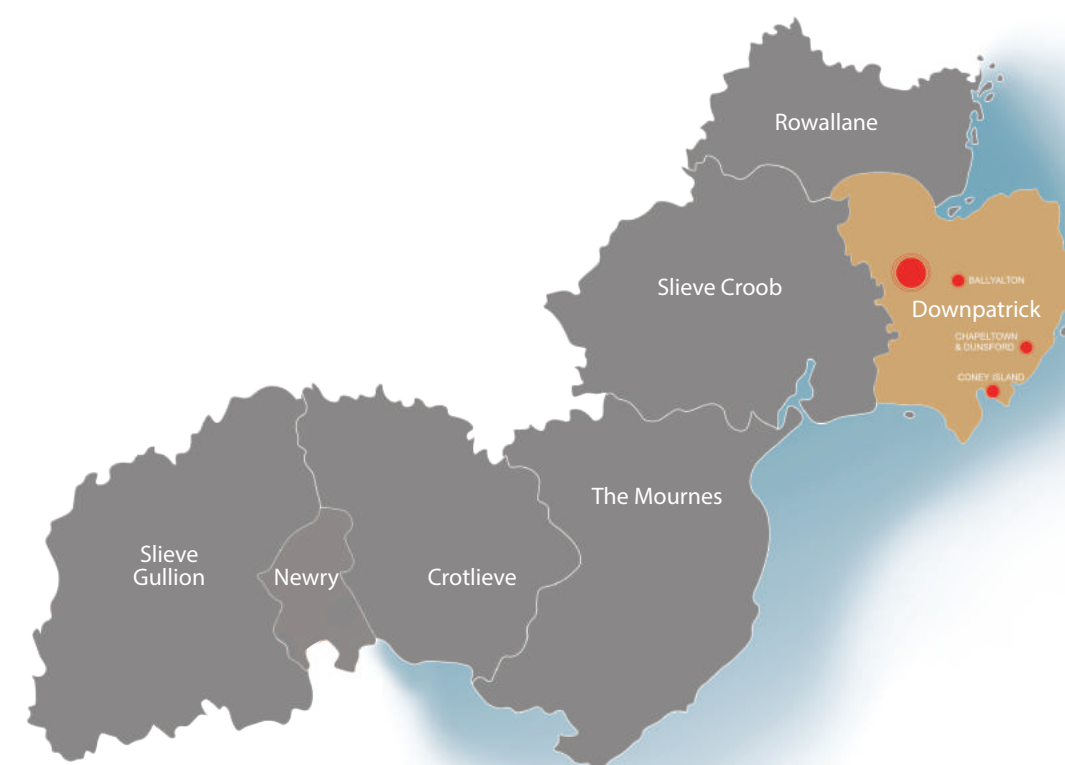 Rowallane
Slieve Croob
BALLYALTON
Downpatrick
CHAPELTOWN
& DUNSFORD
CONEY ISLAND
The Mournes
Slieve
Gullion
Newry
Crotlieve